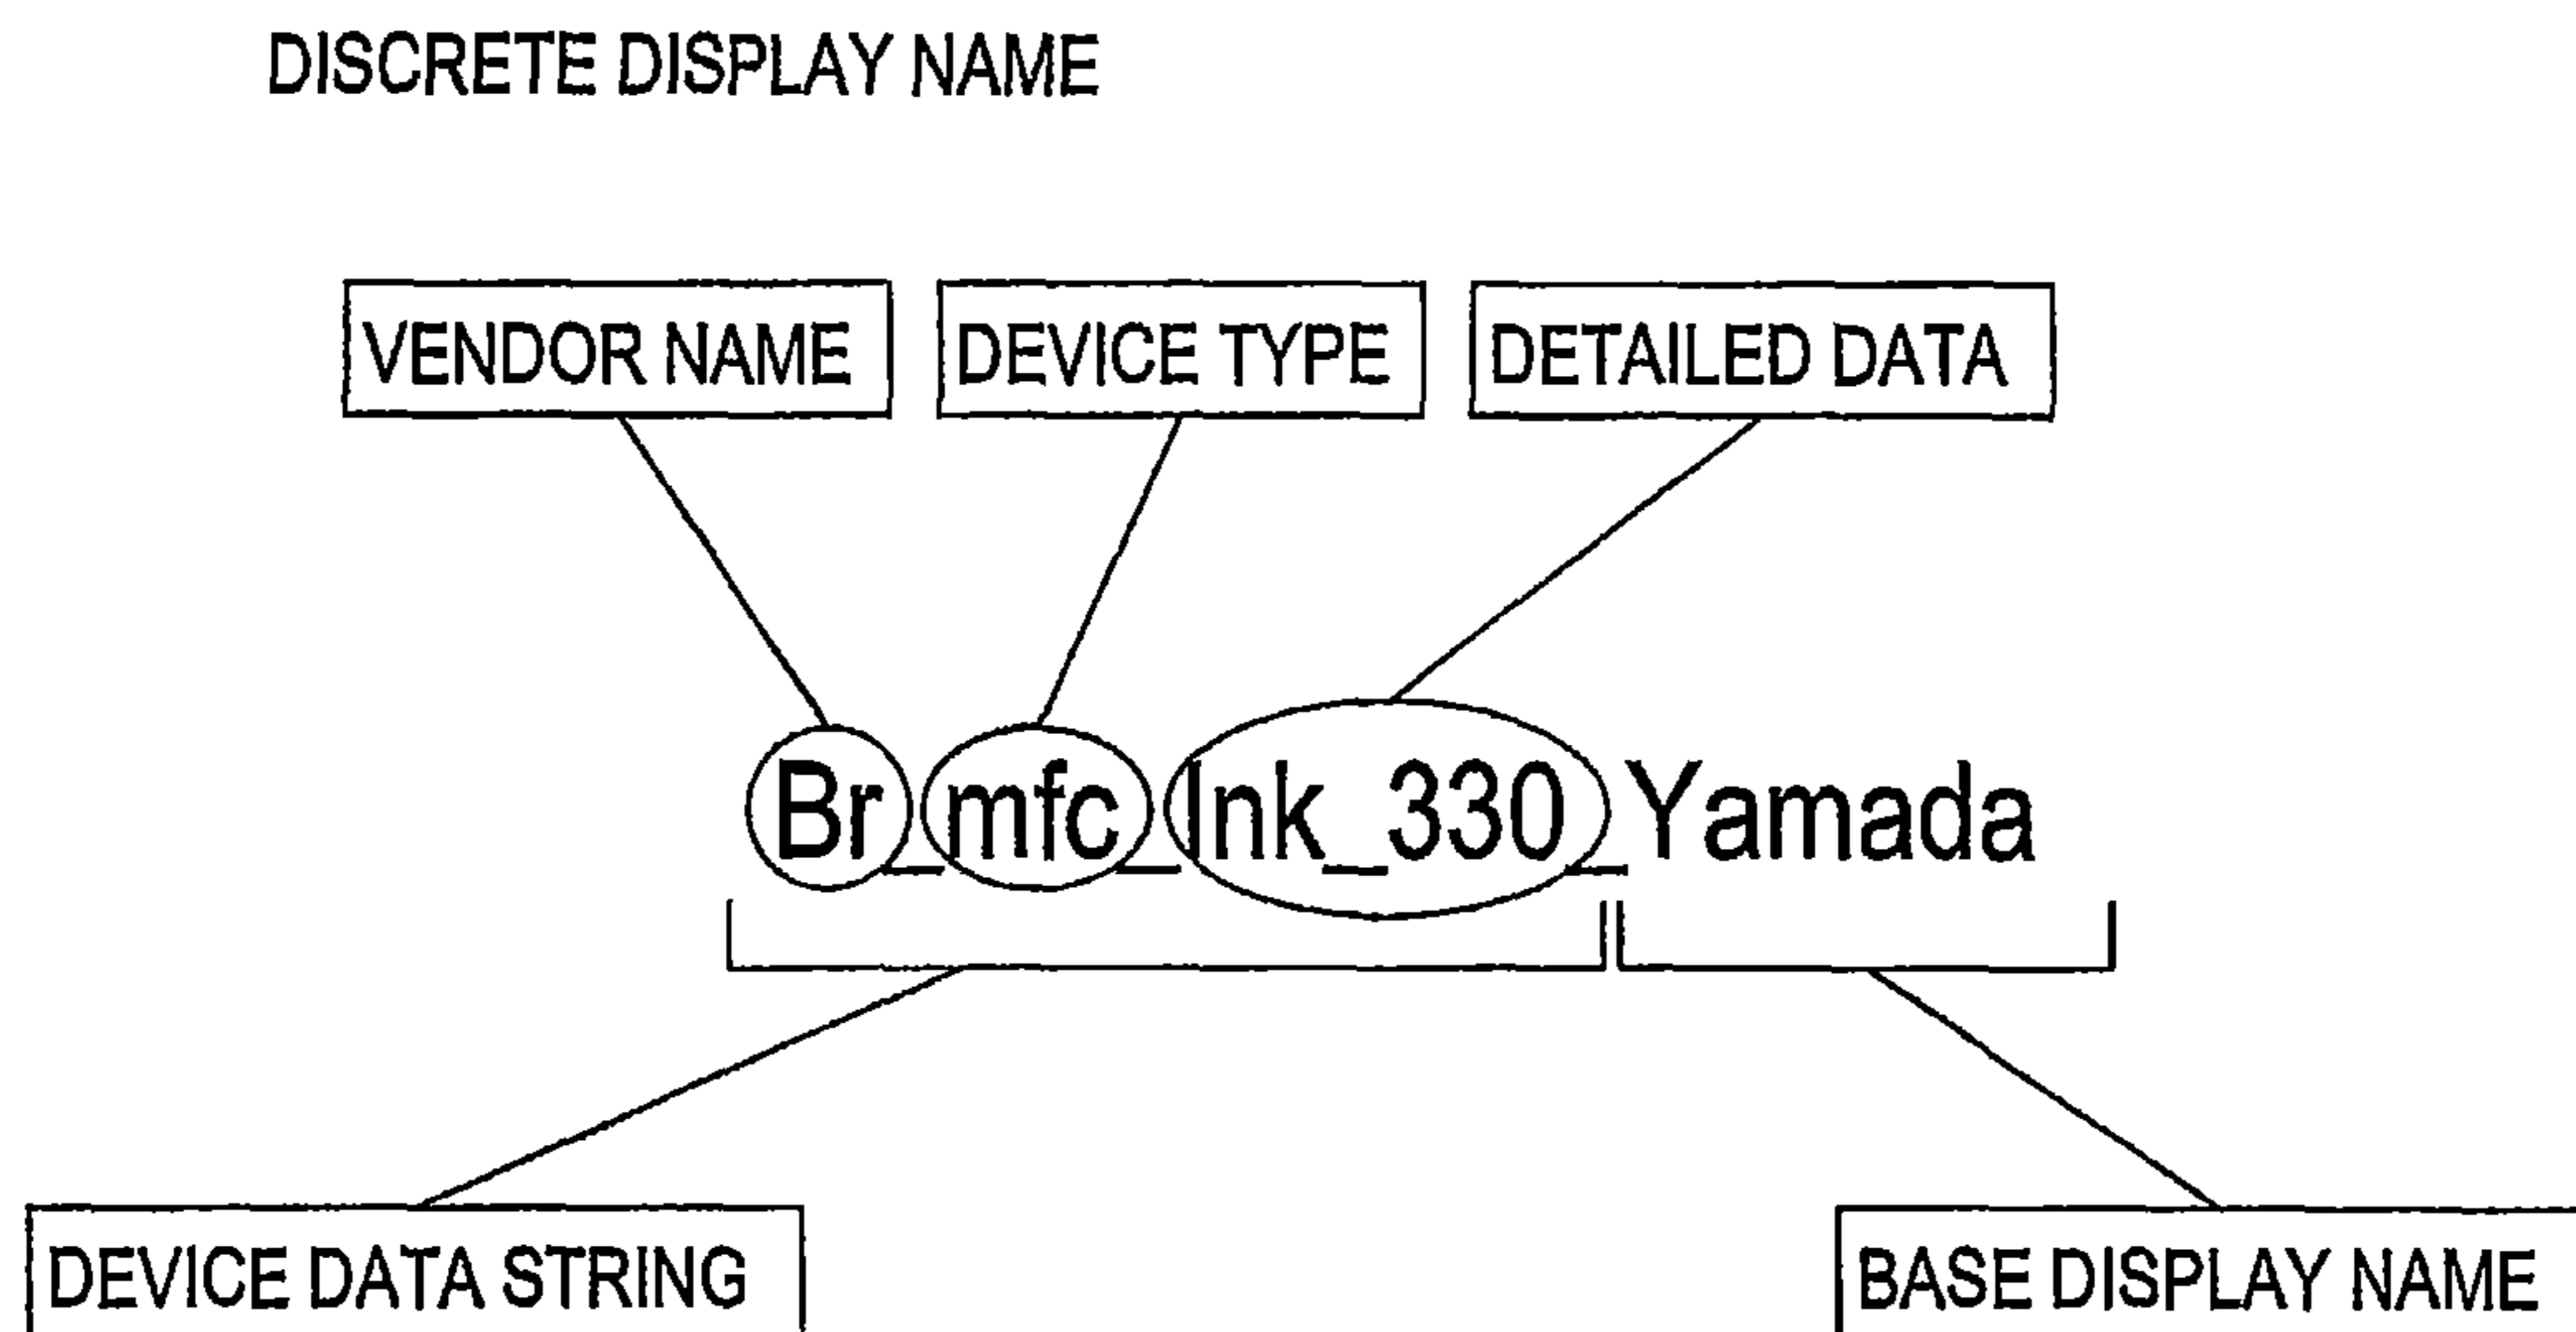 DISCRETE DISPLAY NAME
VENDOR NAME DEVICE TYPE DETAILED DATA
Br_mfc_Ink_330_Yamada
DEVICE DATA STRING BASE DISPLAY NAME